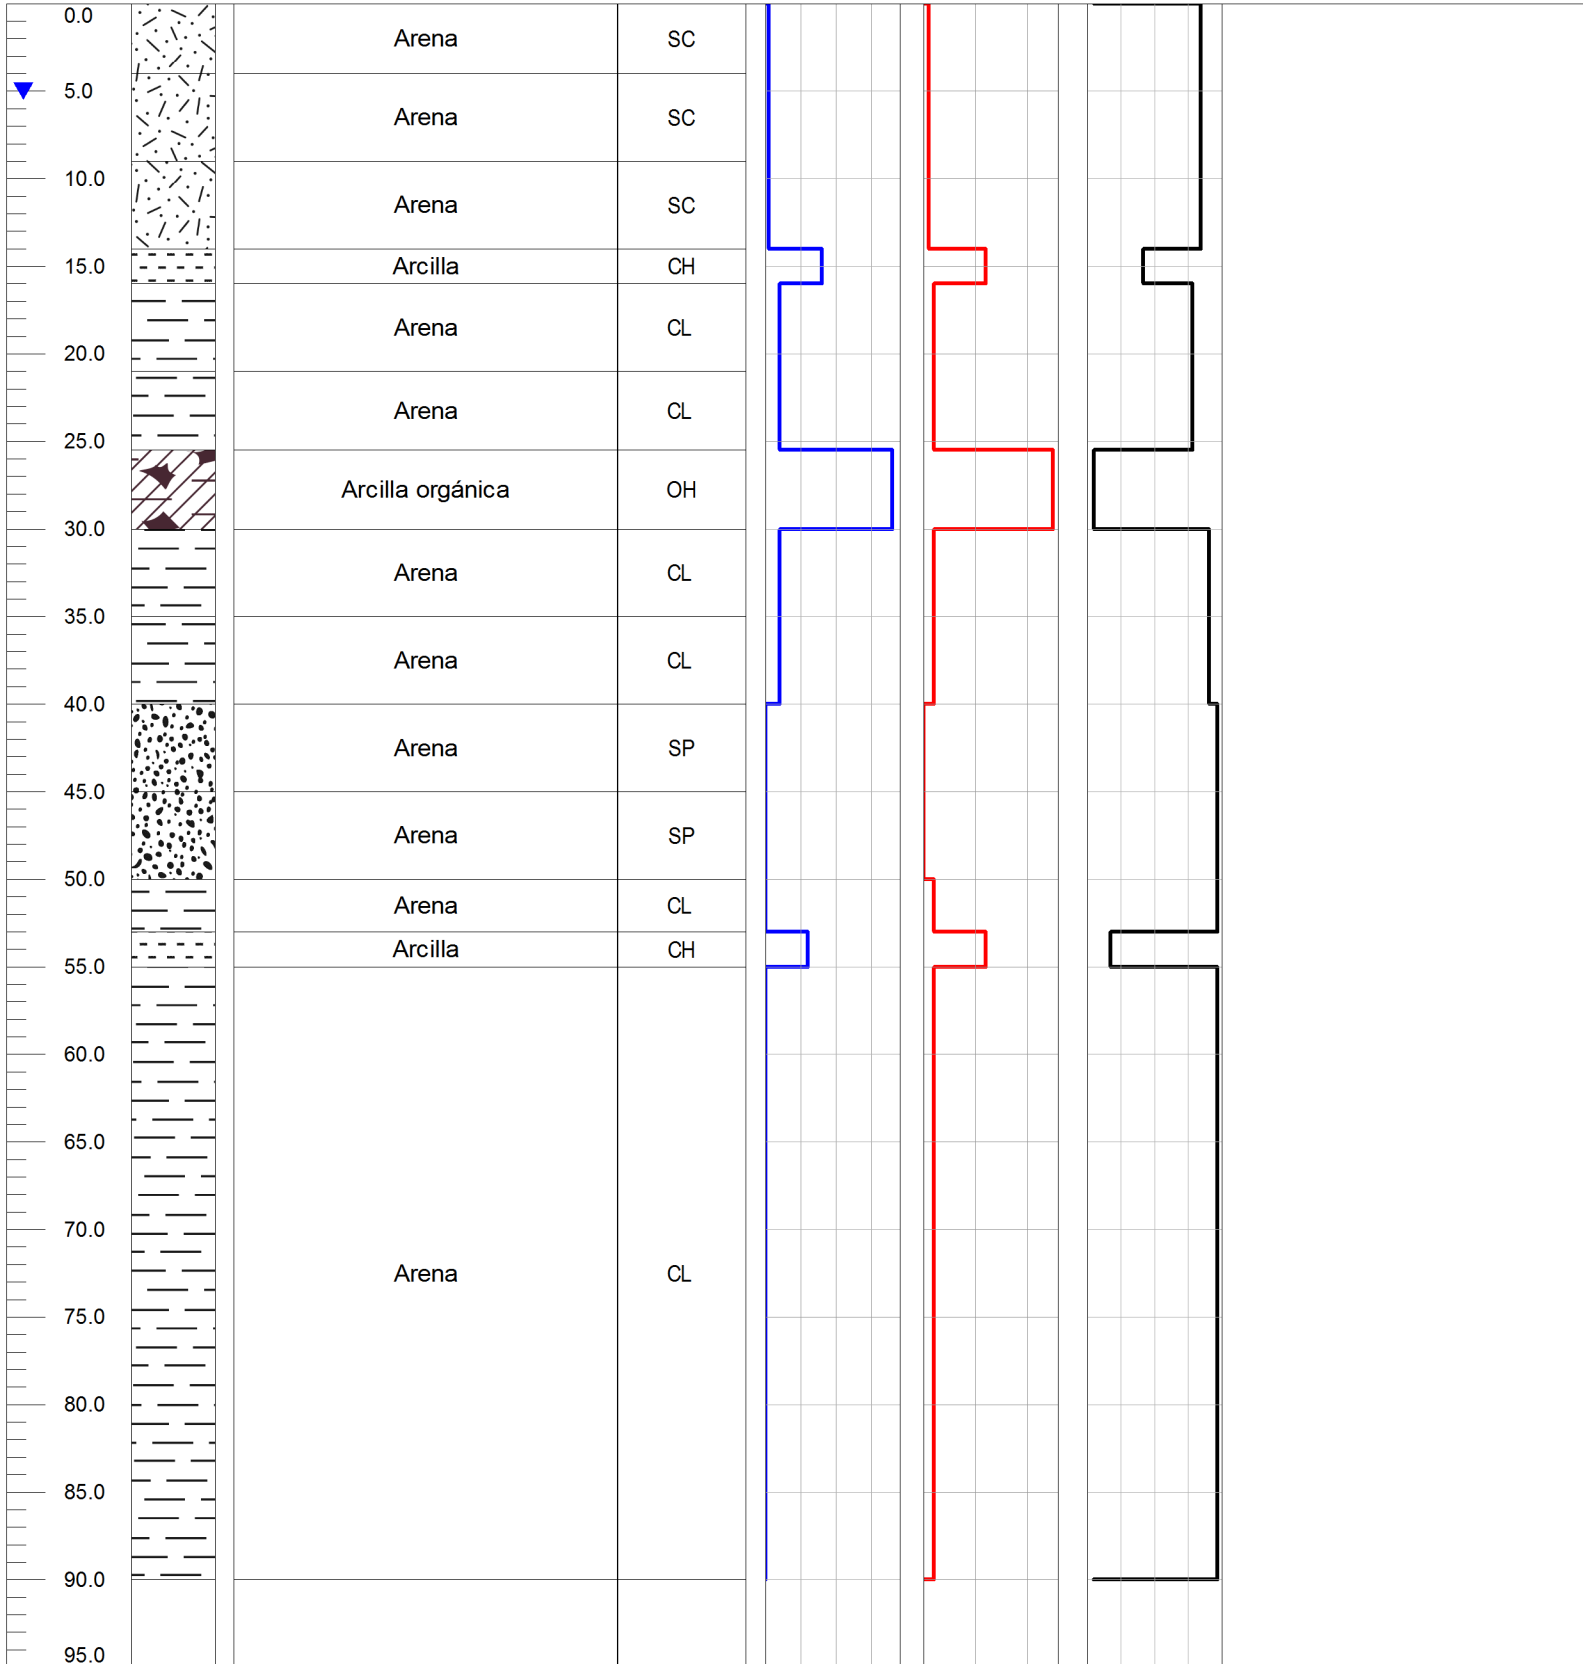 0.0
Arena SC
5.0
Arena SC
10.0
Arena SC
15.0 Arcilla CH
Arena CL
20.0
Arena CL
25.0
Arcilla orgánica OH
30.0
Arena CL
35.0
Arena CL
40.0
Arena SP
45.0
Arena SP
50.0
Arena CL
Arcilla CH
55.0
60.0
65.0
70.0
Arena CL
75.0
80.0
85.0
90.0
95.0